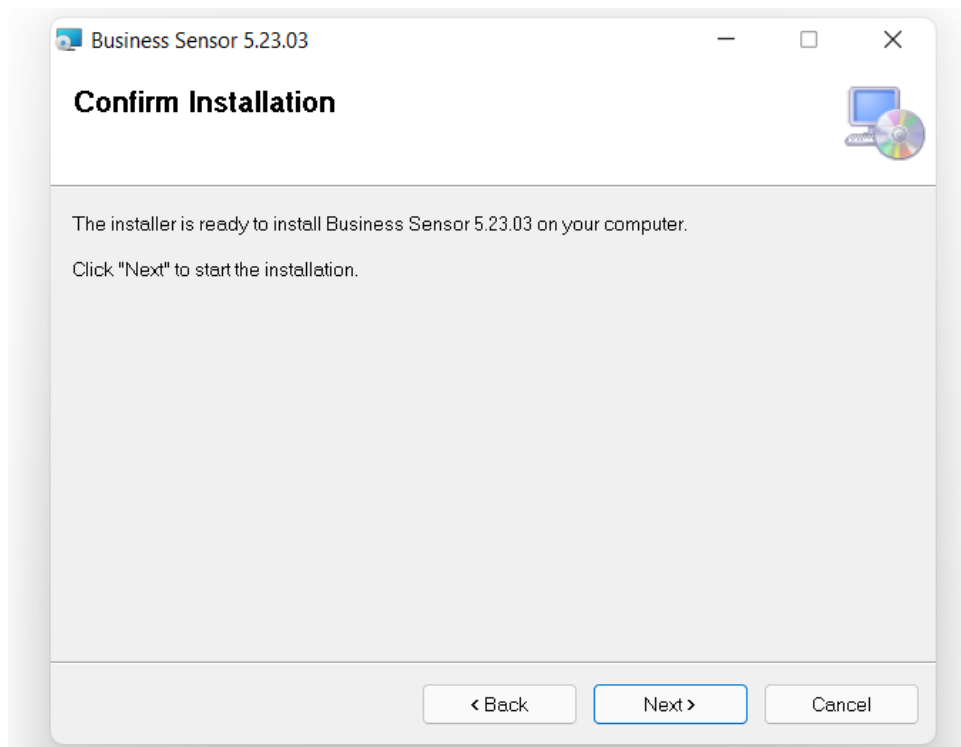 Business Sensor 5.23.03
Confirm Installation
The installer is ready to install Business Sensor 5.23.03 on your computer.
Click "Next" to start the installation.
< Back
Next >
Cancel